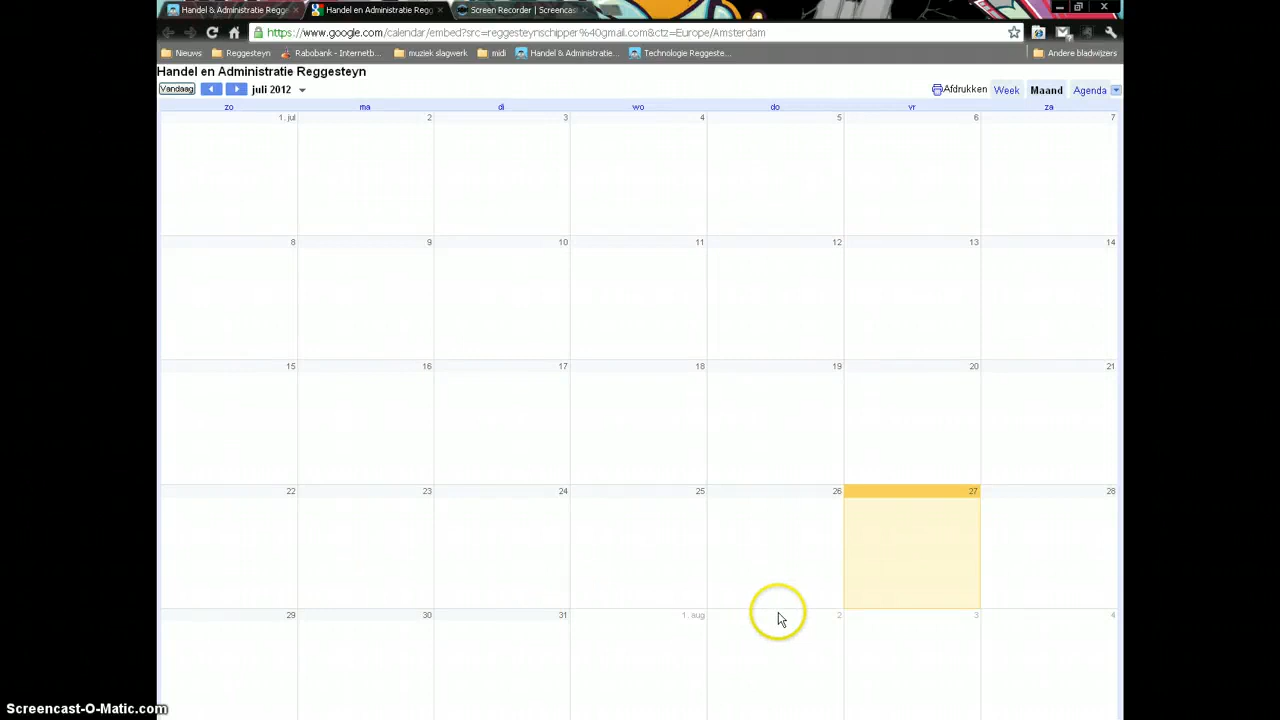 Handel & Administratie Regge
Handel en Administratie Regg
Screen Recorder | Screencast
https://www.google.com/calendar/embed?src=reggesteynschipper%40gmail.com&ctz=Europe/Amsterdam
Nieuws Reggesteyn Rabobank - Internetb... muziek slagwerk midi Handel & Administratie... Technologie Reggeste... Andere bladwijzers
Handel en Administratie Reggesteyn
Vandaag juli 2012 Afdrukken Week Maand Agenda
zo ma di wo do vr za
1. jul 2 3 4 5 6 7
8 9 10 11 12 13 14
15 16 17 18 19 20 21
22 23 24 25 26 27 28
29 30 31 1. aug 2 3 4
Screencast-O-Matic.com